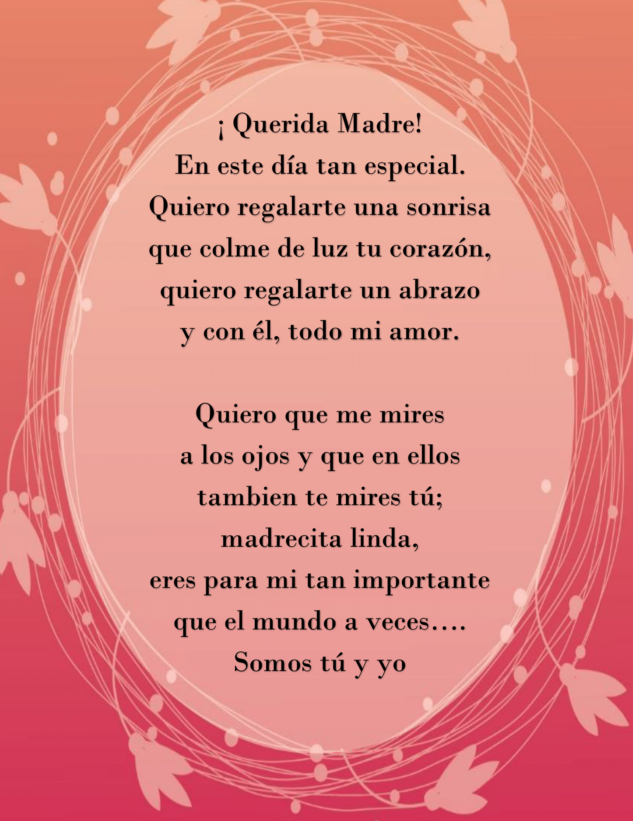 ¡ Querida Madre!
En este día tan especial.
Quiero regalarte una sonrisa
que colme de luz tu corazón,
quiero regalarte un abrazo
y con él, todo mi amor.
Quiero que me mires
a los ojos y que en ellos
tambien te mires tú;
madrecita linda,
eres para mi tan importante
que el mundo a veces....
Somos tú y yo